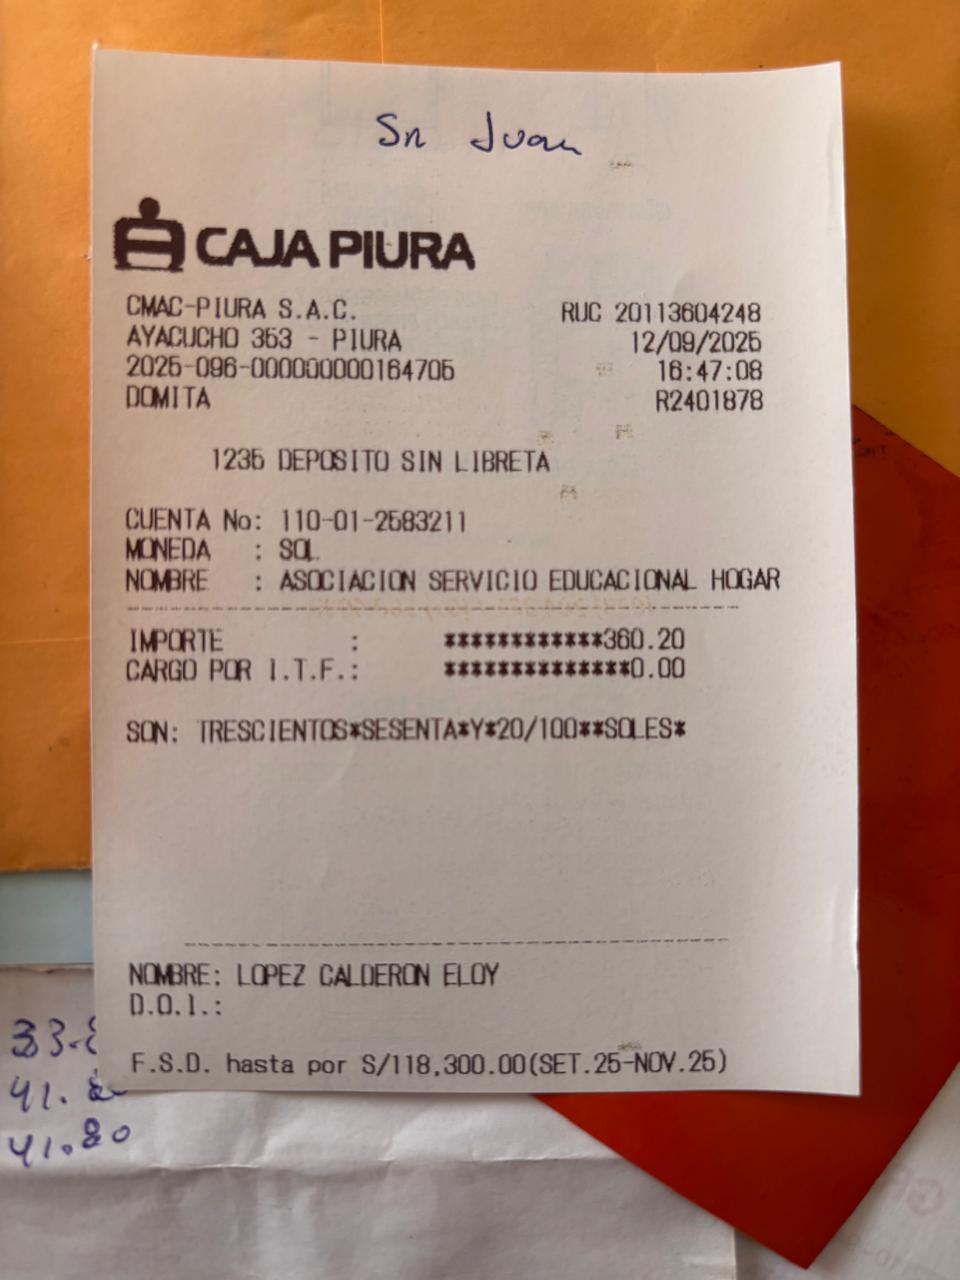 Sn Juan
CAJA PIURA
CMAC-PIURA S.A.C. RUC 20113604248
AYACUCHO 353 - PIURA 12/09/2025
2025-096-000000000164705 16:47:08
DOMITA R2401878
1235 DEPOSITO SIN LIBRETA
CUENTA No: 110-01-2583211
MONEDA : SOL
NOMBRE : ASOCIACION SERVICIO EDUCACIONAL HOGAR
IMPORTE : ************360.20
CARGO POR I.T.F.: **************0.00
SON: TRESCIENTOS*SESENTA*Y*20/100**SOLES*
NOMBRE: LOPEZ CALDERON ELOY
D.O.I.:
F.S.D. hasta por S/118,300.00(SET.25-NOV.25)
41.80